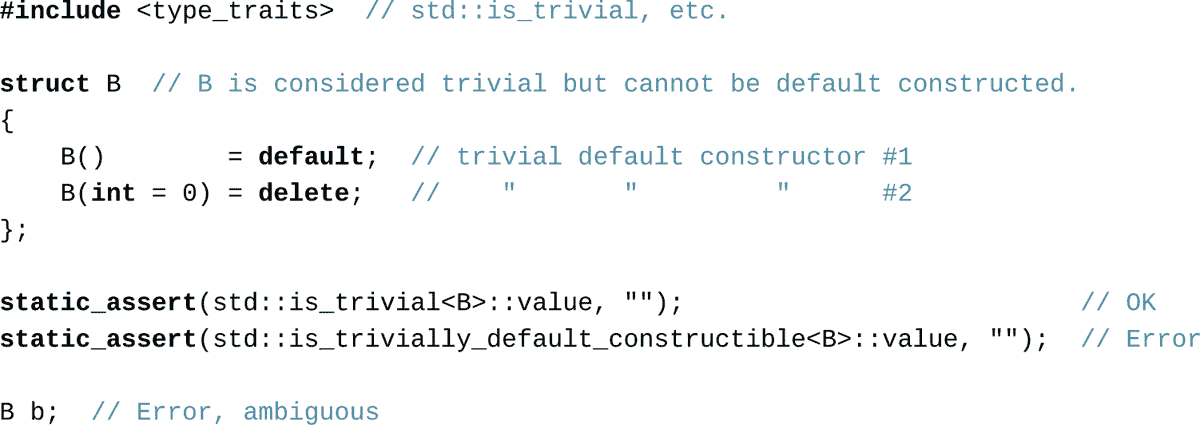 #include <type_traits>  // std::is_trivial, etc.

struct B  // B is considered trivial but cannot be default constructed.
{
    B()        = default;  // trivial default constructor #1
    B(int = 0) = delete;   //    "       "         "      #2
};

static_assert(std::is_trivial<B>::value, "");                          // OK
static_assert(std::is_trivially_default_constructible<B>::value, "");  // Error

B b;  // Error, ambiguous